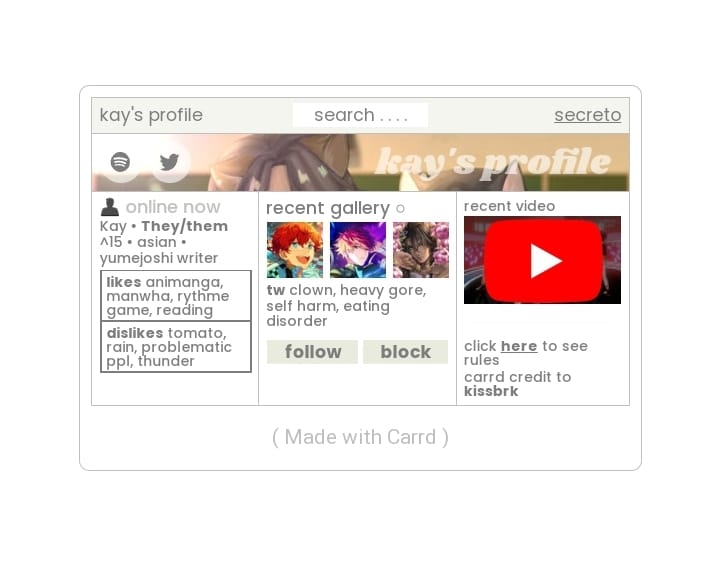 kay's profile
search . . . .
secreto
kay's profile
online now
Kay • They/them
^15 • asian •
yumejoshi writer
likes animanga,
manwha, rythme
game, reading
dislikes tomato,
rain, problematic
ppl, thunder
recent gallery ○
tw clown, heavy gore,
self harm, eating
disorder
follow
block
recent video
click here to see
rules
carrd credit to
kissbrk
( Made with Carrd )